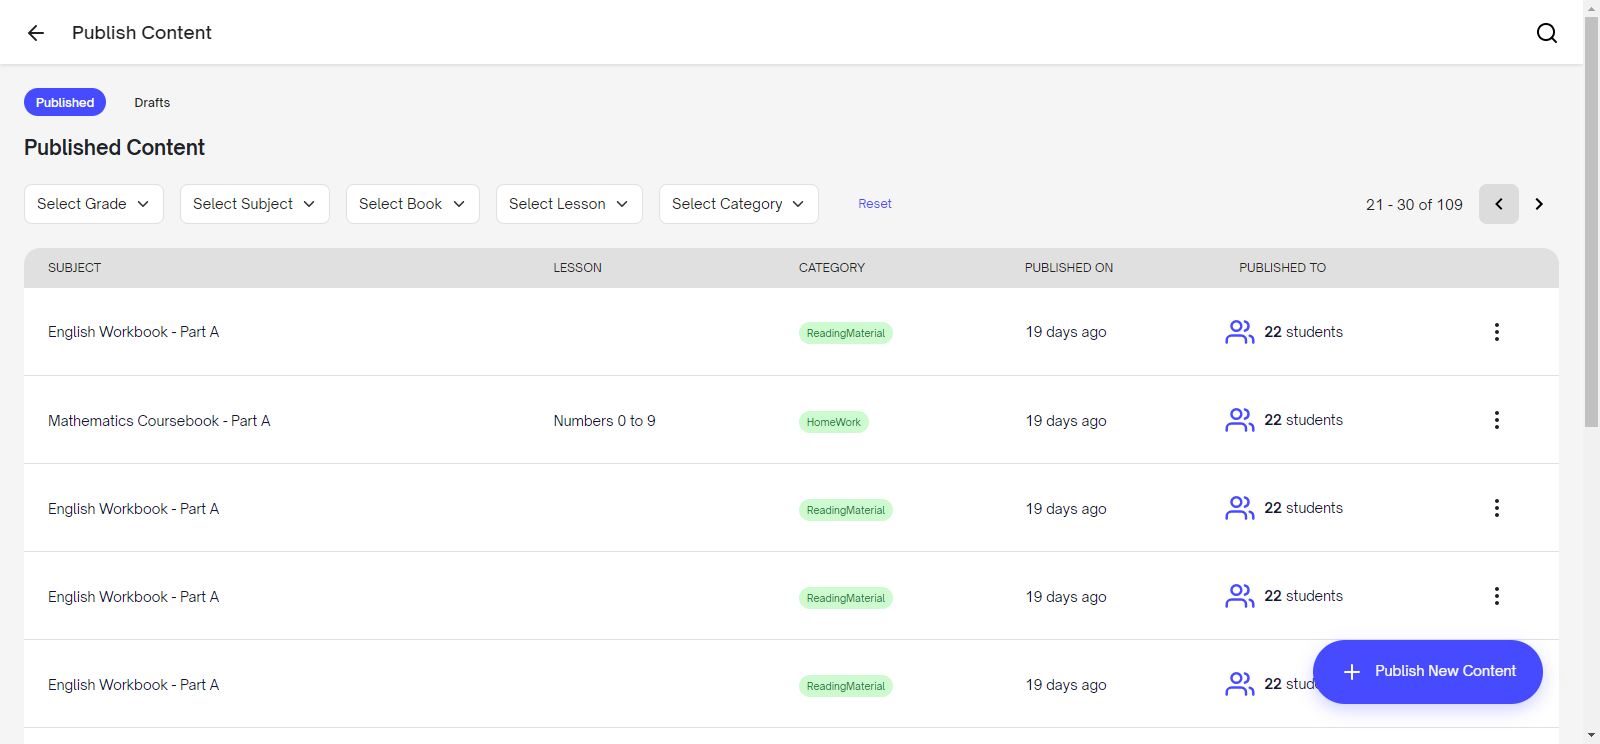 Publish Content
Published
Drafts
Published Content
Select Grade
Select Subject
Select Book
Select Lesson
Select Category
Reset
21 - 30 of 109
SUBJECT LESSON CATEGORY PUBLISHED ON PUBLISHED TO
English Workbook - Part A ReadingMaterial 19 days ago 22 students
Mathematics Coursebook - Part A Numbers 0 to 9 HomeWork 19 days ago 22 students
English Workbook - Part A ReadingMaterial 19 days ago 22 students
English Workbook - Part A ReadingMaterial 19 days ago 22 students
English Workbook - Part A ReadingMaterial 19 days ago 22
Publish New Content